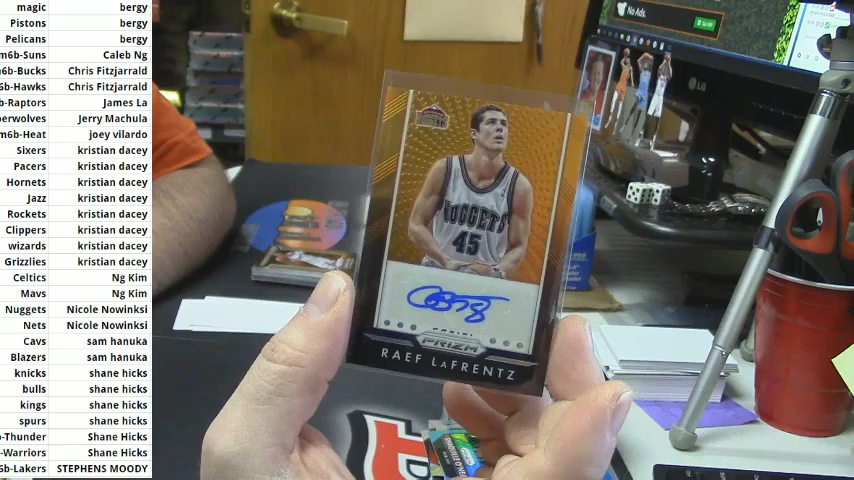 magic bergy
Pistons bergy
Pelicans bergy
m6b-Suns Caleb Ng
6b-Bucks Chris Fitzjarrald
6b-Hawks Chris Fitzjarrald
b-Raptors James La
berwolves Jerry Machula
m6b-Heat joey vilardo
Sixers kristian dacey
Pacers kristian dacey
Hornets kristian dacey
Jazz kristian dacey
Rockets kristian dacey
Clippers kristian dacey
wizards kristian dacey
Grizzlies kristian dacey
Celtics Ng Kim
Mavs Ng Kim
Nuggets Nicole Nowinksi
Nets Nicole Nowinksi
Cavs sam hanuka
Blazers sam hanuka
knicks shane hicks
bulls shane hicks
kings shane hicks
spurs shane hicks
-Thunder Shane Hicks
-Warriors Shane Hicks
6b-Lakers STEPHENS MOODY
No Ads.
LG
NUGGETS
45
PANINI
PRIZM
RAEF LAFRENTZ